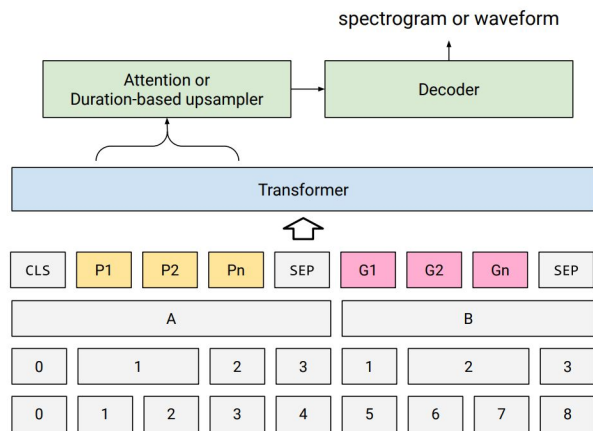 spectrogram or waveform
Attention or
Duration-based upsampler
Decoder
Transformer
CLS P1 P2 Pn SEP G1 G2 Gn SEP
A B
0 1 2 3 1 2 3
0 1 2 3 4 5 6 7 8